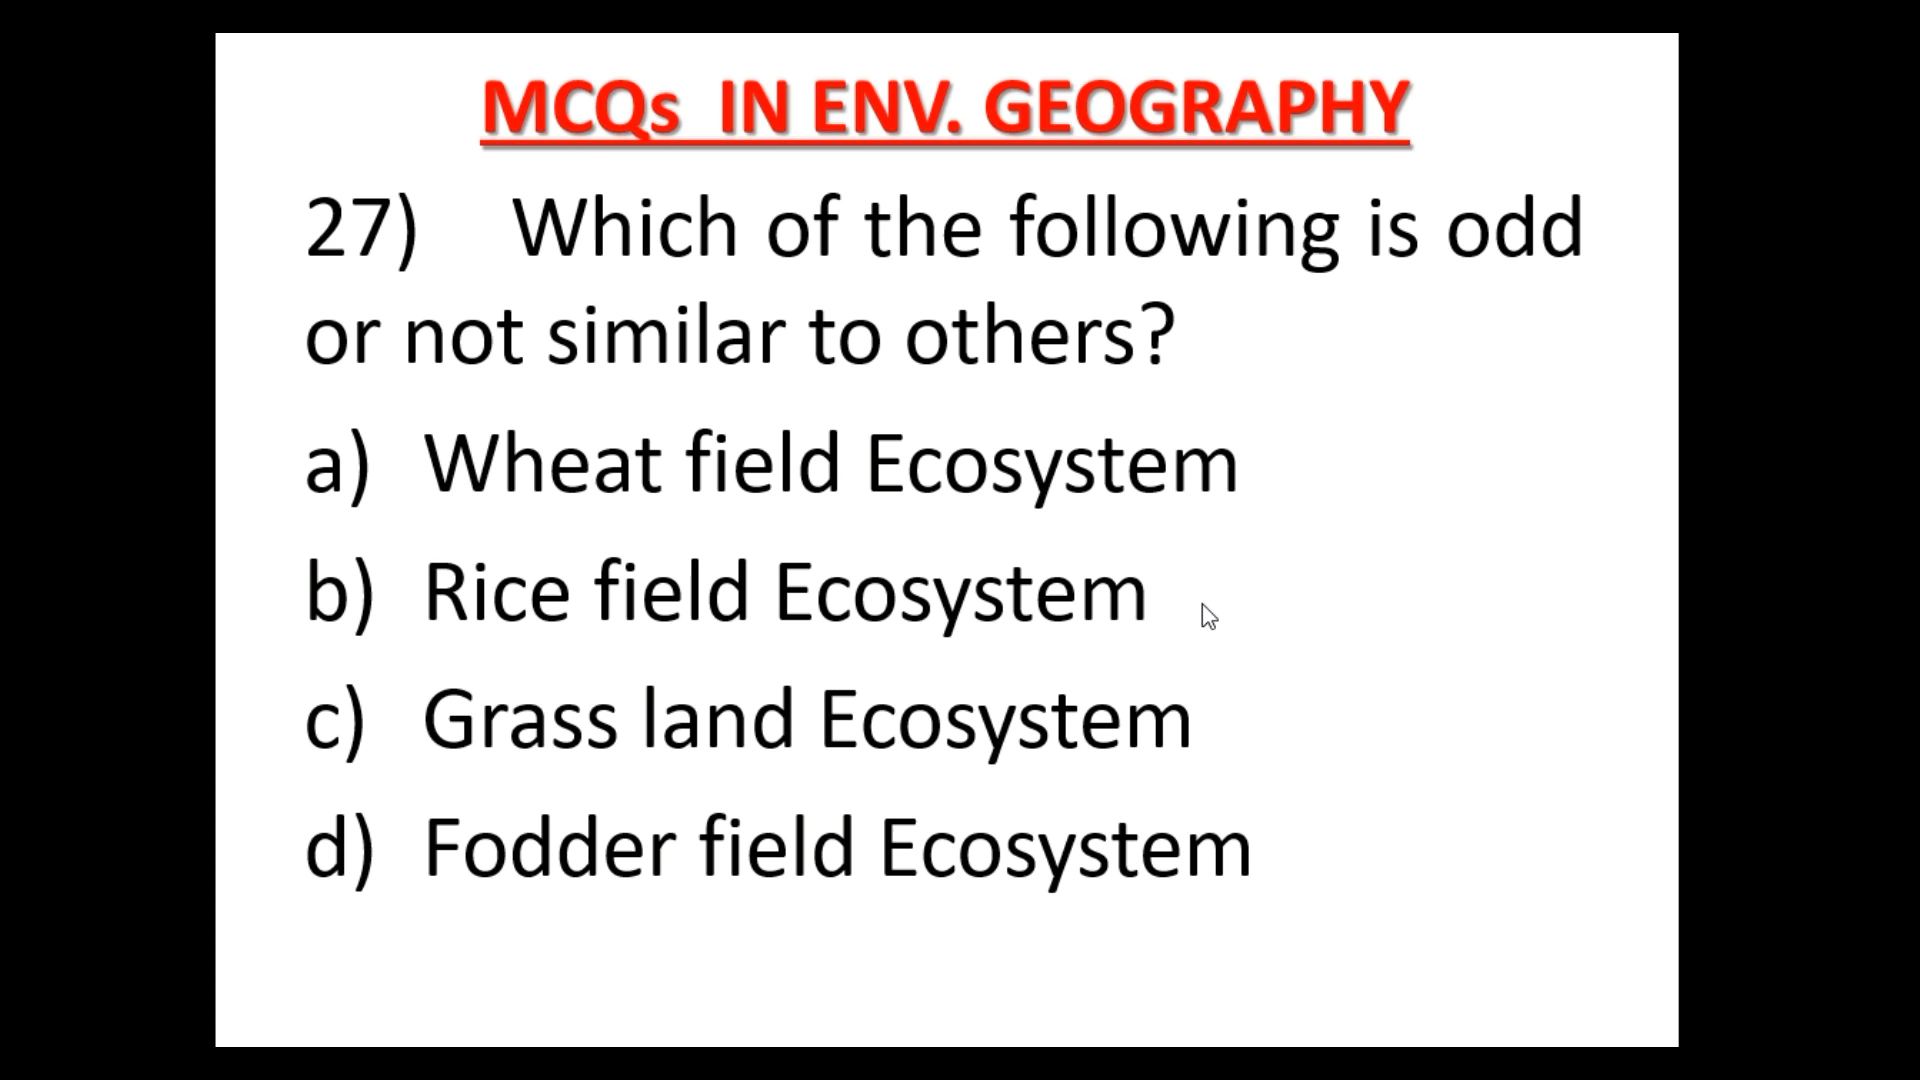 MCQs IN ENV. GEOGRAPHY
27) Which of the following is odd
or not similar to others?
a) Wheat field Ecosystem
b) Rice field Ecosystem
c) Grass land Ecosystem
d) Fodder field Ecosystem